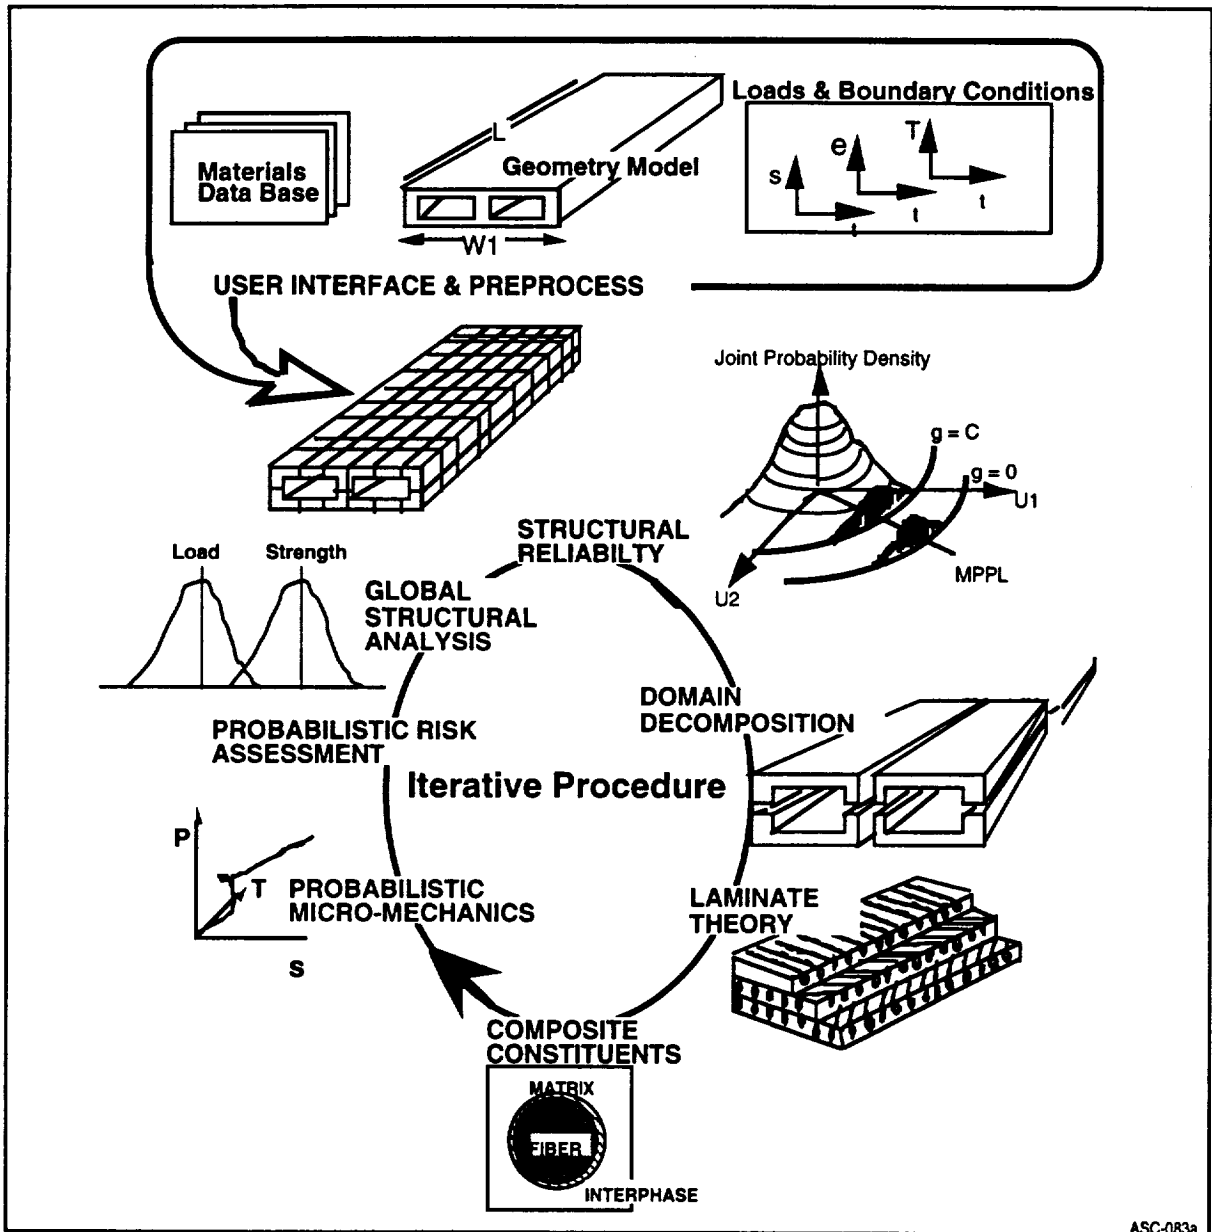 Loads & Boundary Conditions
Materials
Data Base
L
Geometry Model
W1
s
t
e
t
T
t
USER INTERFACE & PREPROCESS
Joint Probability Density
g = C
g = 0
U1
U2
MPPL
STRUCTURAL
RELIABILTY
Load
Strength
GLOBAL
STRUCTURAL
ANALYSIS
DOMAIN
DECOMPOSITION
PROBABILISTIC RISK
ASSESSMENT
Iterative Procedure
P
T
S
PROBABILISTIC
MICRO-MECHANICS
LAMINATE
THEORY
COMPOSITE
CONSTITUENTS
MATRIX
FIBER
INTERPHASE
ASC-083a